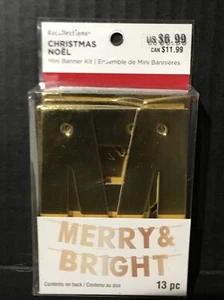 Recollections™
CHRISTMAS
NOËL
Mini Banner Kit | Ensemble de Mini Bannières
US $6.99
CAN $11.99
MERRY &
BRIGHT
Contents on back / Contenu au dos
13 pc